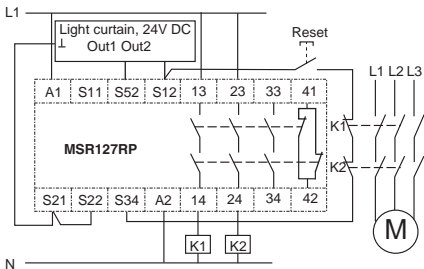 L1
Light curtain, 24V DC
Out1 Out2
Reset
L1 L2 L3
A1 S11 S52 S12 13 23 33 41
K1
MSR127RP
K2
S21 S22 S34 A2 14 24 34 42
K1 K2
M
N